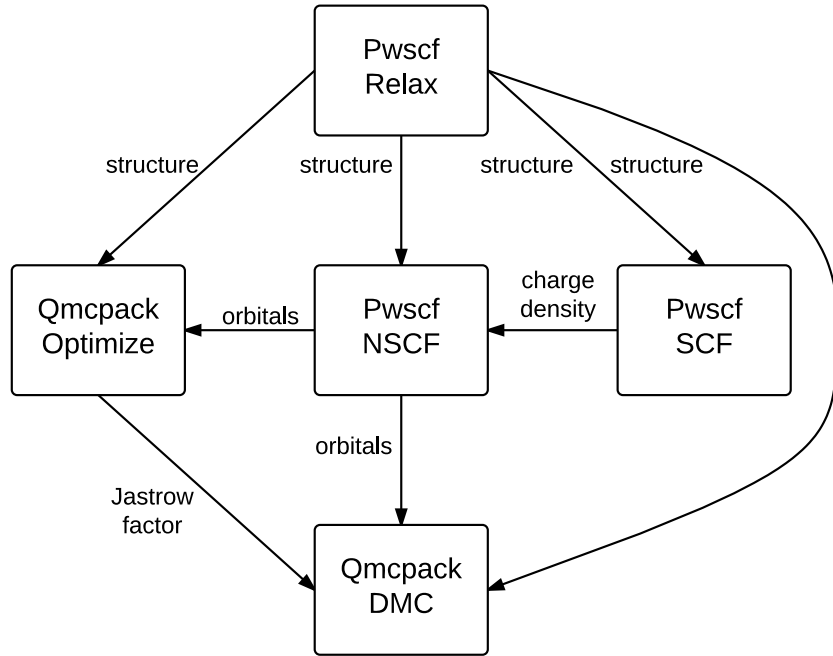 Pwscf
Relax
structure
structure
structure
structure
Qmcpack
Optimize
orbitals
Pwscf
NSCF
charge
density
Pwscf
SCF
orbitals
Jastrow
factor
Qmcpack
DMC